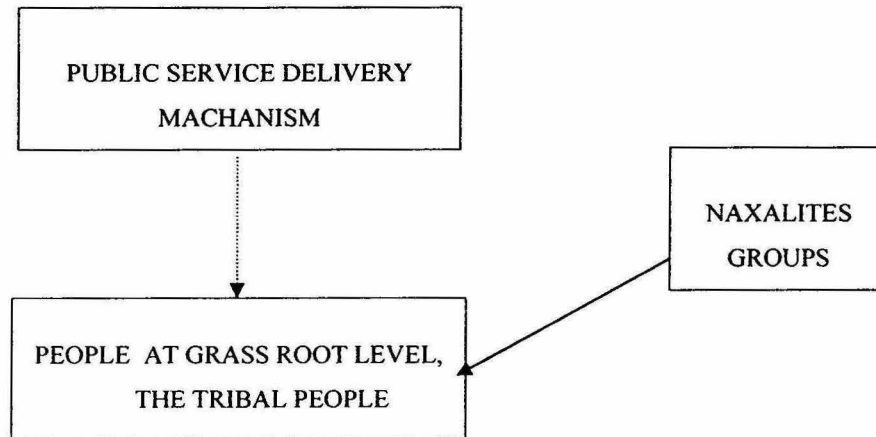 PUBLIC SERVICE DELIVERY
MACHANISM
NAXALITES
GROUPS
PEOPLE AT GRASS ROOT LEVEL,
THE TRIBAL PEOPLE